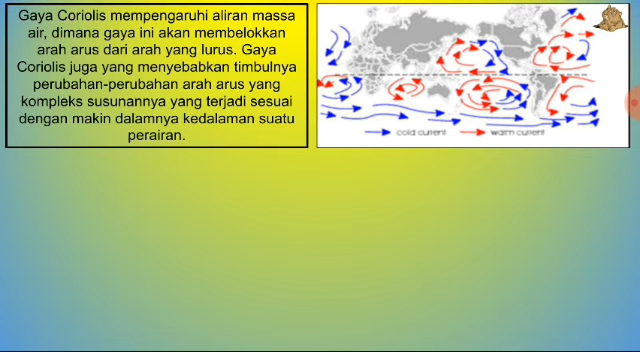 Gaya Coriolis mempengaruhi aliran massa
air, dimana gaya ini akan membelokkan
arah arus dari arah yang lurus. Gaya
Coriolis juga yang menyebabkan timbulnya
perubahan-perubahan arah arus yang
kompleks susunannya yang terjadi sesuai
dengan makin dalamnya kedalaman suatu
perairan.
cold current warm current